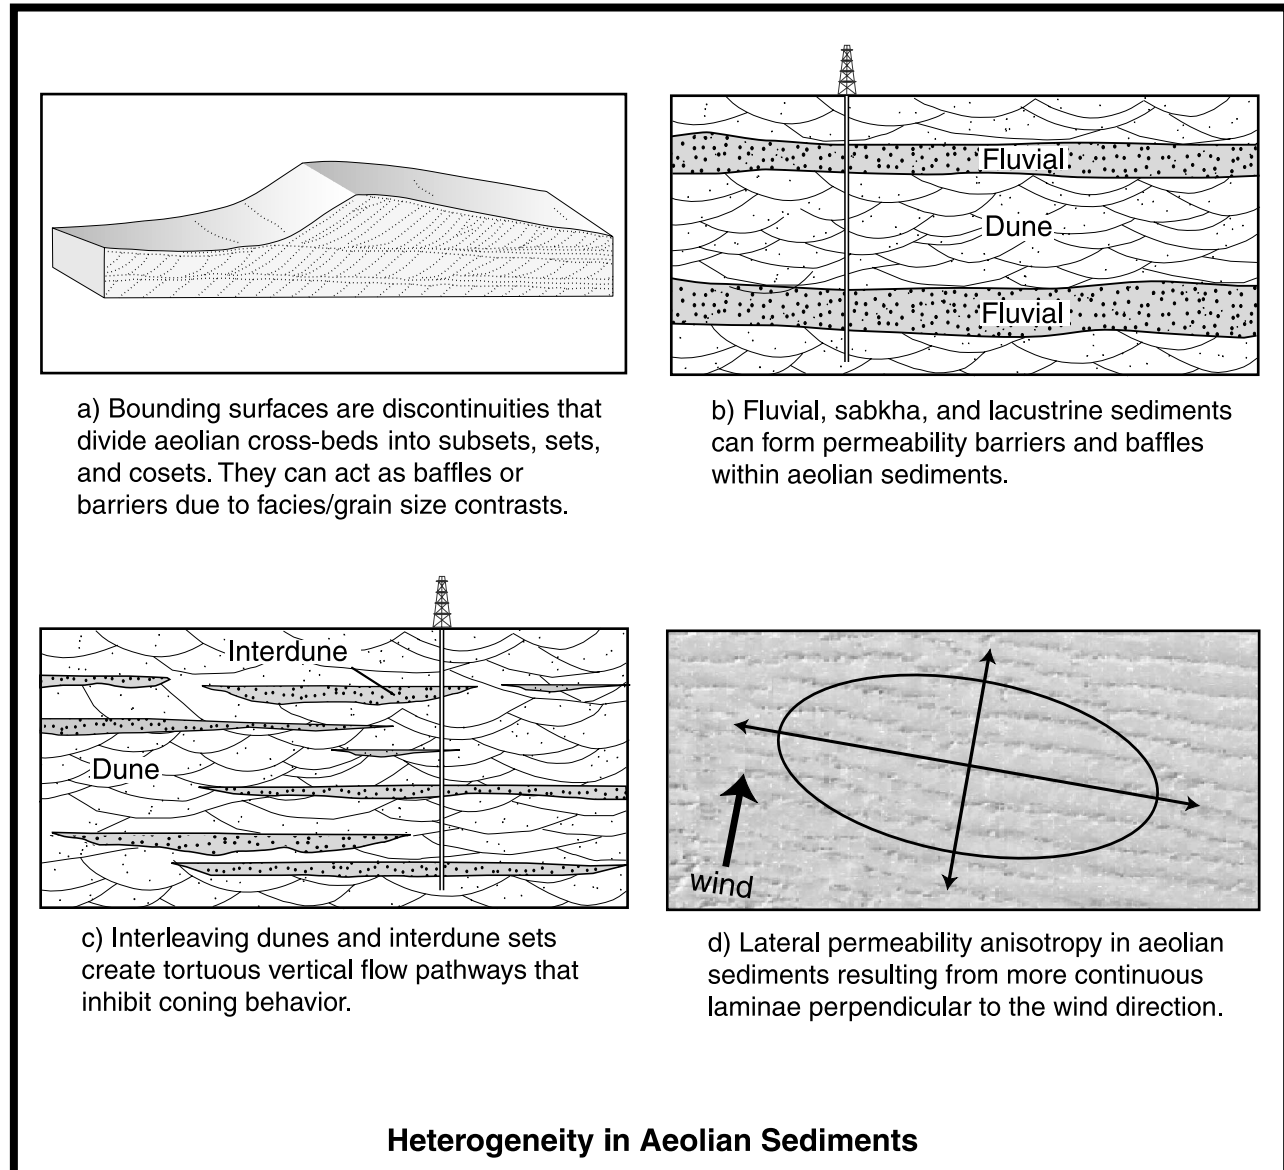 Fluvial
Dune
Fluvial
a) Bounding surfaces are discontinuities that
divide aeolian cross-beds into subsets, sets,
and cosets. They can act as baffles or
barriers due to facies/grain size contrasts.
b) Fluvial, sabkha, and lacustrine sediments
can form permeability barriers and baffles
within aeolian sediments.
Interdune
Dune
wind
c) Interleaving dunes and interdune sets
create tortuous vertical flow pathways that
inhibit coning behavior.
d) Lateral permeability anisotropy in aeolian
sediments resulting from more continuous
laminae perpendicular to the wind direction.
Heterogeneity in Aeolian Sediments